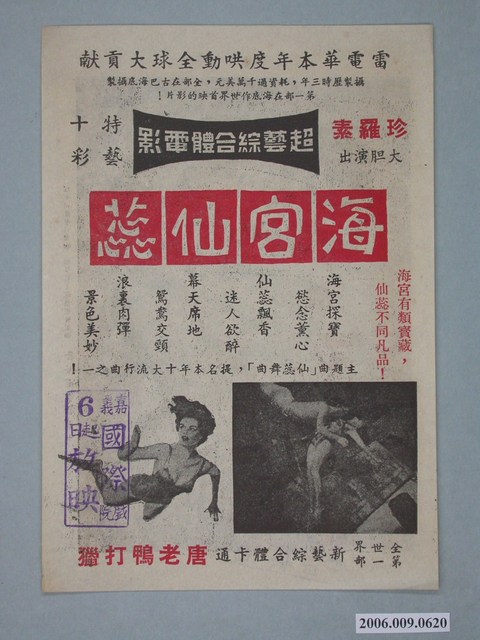 雷電華本年度哄動全球大貢獻
攝製歷時三年，耗資過千萬美元，全部在古巴海底攝製
第一部在海底作世界首映的影片！
珍羅素
大胆演出
超藝綜合體電影
特藝
十彩
海宮仙蕊
海宮有類寶藏，
仙蕊不同凡品！
海宮探寶
慾念薰心
仙蕊飄香
迷人欲醉
幕天席地
鴛鴦交頸
浪裏肉彈
景色美妙
主題曲「仙蕊舞曲」，提名本年十大流行曲之一！
嘉義
國際
戲院
6日起
放映
全世界
第一部
新藝綜合體卡通
唐老鴨打獵
2006.009.0620